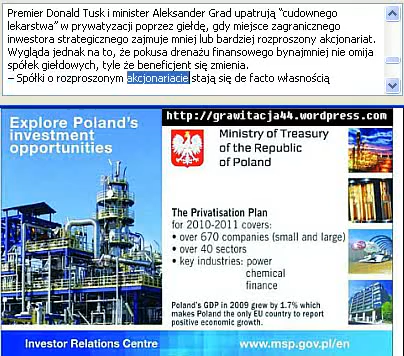 Premier Donald Tusk i minister Aleksander Grad upatrują “cudownego
lekarstwa” w prywatyzacji poprzez giełdę, gdy miejsce zagranicznego
inwestora strategicznego zajmuje mniej lub bardziej rozproszony akcjonariat.
Wygląda jednak na to, że pokusa drenażu finansowego bynajmniej nie omija
spółek giełdowych, tyle że beneficjent się zmienia.
– Spółki o rozproszonym akcjonariacie stają się de facto własnością
http://grawitacja44.wordpress.com
Explore Poland's
investment
opportunities
Ministry of Treasury
of the Republic
of Poland
The Privatisation Plan
for 2010-2011 covers:
• over 670 companies (small and large)
• over 40 sectors
• key industries: power
chemical
finance
Poland's GDP in 2009 grew by 1.7% which
makes Poland the only EU country to report
positive economic growth.
Investor Relations Centre
www.msp.gov.pl/en